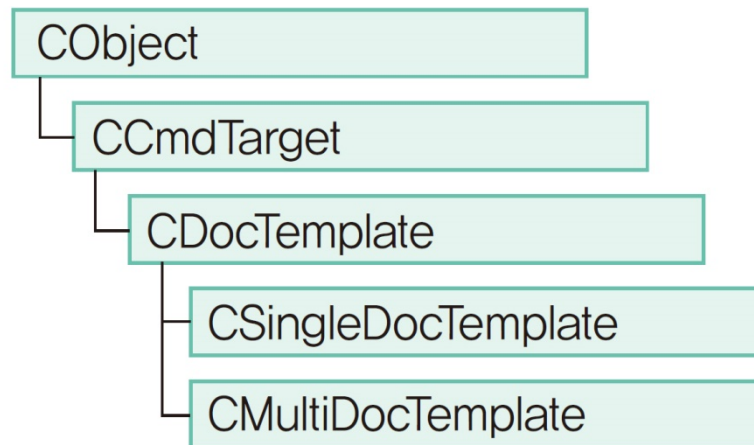 CObject
CCmdTarget
CDocTemplate
CSingleDocTemplate
CMultiDocTemplate